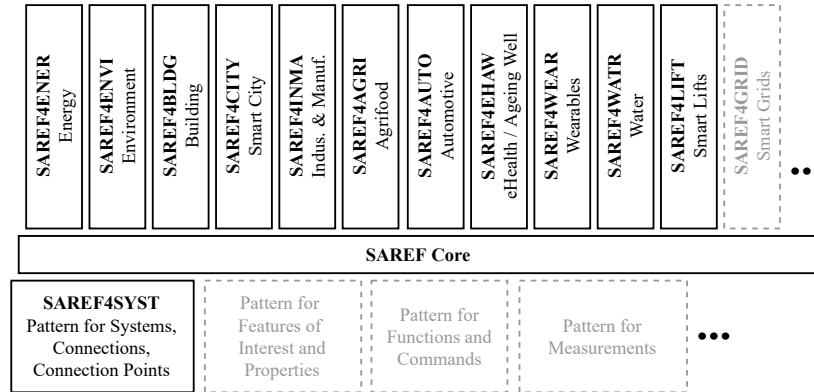 SAREF4ENER
Energy
SAREF4ENVI
Environment
SAREF4BLDG
Building
SAREF4CITY
Smart City
SAREF4INMA
Indus. & Manuf.
SAREF4AGRI
Agrifood
SAREF4AUTO
Automotive
SAREF4EHAW
eHealth / Ageing Well
SAREF4WEAR
Wearables
SAREF4WATR
Water
SAREF4LIFT
Smart Lifts
SAREF4GRID
Smart Grids
SAREF Core
SAREF4SYST
Pattern for Systems,
Connections,
Connection Points
Pattern for
Features of
Interest and
Properties
Pattern for
Functions and
Commands
Pattern for
Measurements